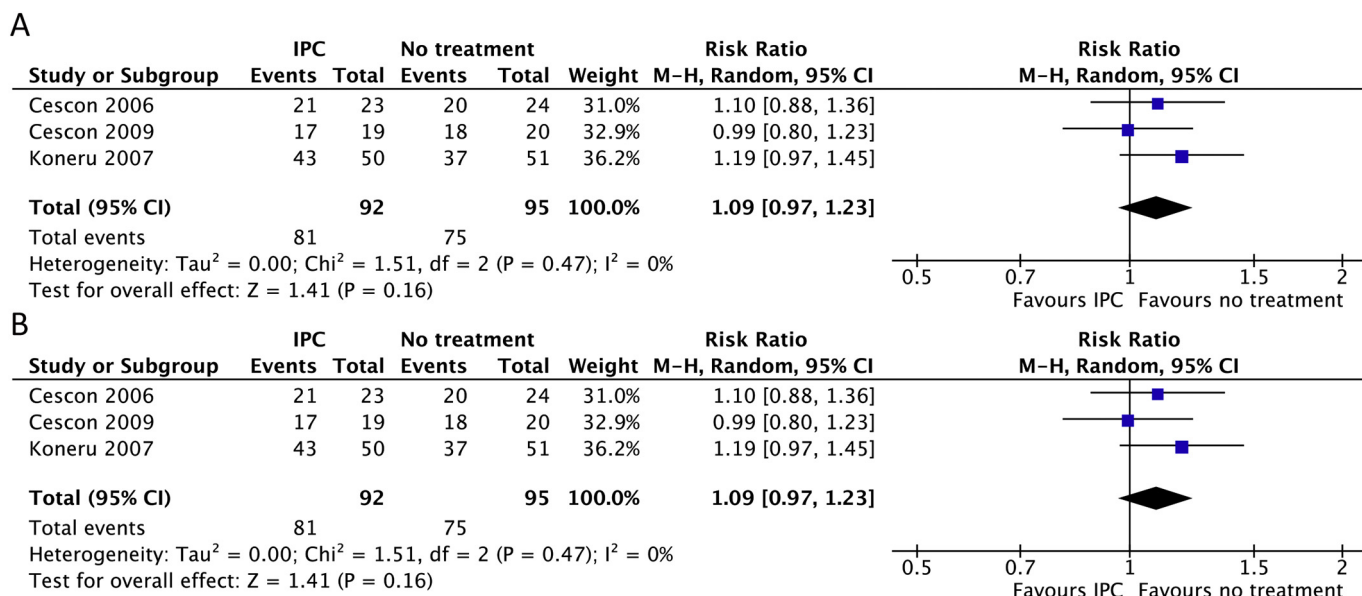 A
IPC No treatment Risk Ratio Risk Ratio
Study or Subgroup Events Total Events Total Weight M-H, Random, 95% CI M-H, Random, 95% CI
Cescon 2006 21 23 20 24 31.0% 1.10 [0.88, 1.36]
Cescon 2009 17 19 18 20 32.9% 0.99 [0.80, 1.23]
Koneru 2007 43 50 37 51 36.2% 1.19 [0.97, 1.45]
Total (95% CI) 92 95 100.0% 1.09 [0.97, 1.23]
Total events 81 75
Heterogeneity: Tau² = 0.00; Chi² = 1.51, df = 2 (P = 0.47); I² = 0%
Test for overall effect: Z = 1.41 (P = 0.16)
0.5 0.7 1 1.5 2
Favours IPC Favours no treatment
B
IPC No treatment Risk Ratio Risk Ratio
Study or Subgroup Events Total Events Total Weight M-H, Random, 95% CI M-H, Random, 95% CI
Cescon 2006 21 23 20 24 31.0% 1.10 [0.88, 1.36]
Cescon 2009 17 19 18 20 32.9% 0.99 [0.80, 1.23]
Koneru 2007 43 50 37 51 36.2% 1.19 [0.97, 1.45]
Total (95% CI) 92 95 100.0% 1.09 [0.97, 1.23]
Total events 81 75
Heterogeneity: Tau² = 0.00; Chi² = 1.51, df = 2 (P = 0.47); I² = 0%
Test for overall effect: Z = 1.41 (P = 0.16)
0.5 0.7 1 1.5 2
Favours IPC Favours no treatment